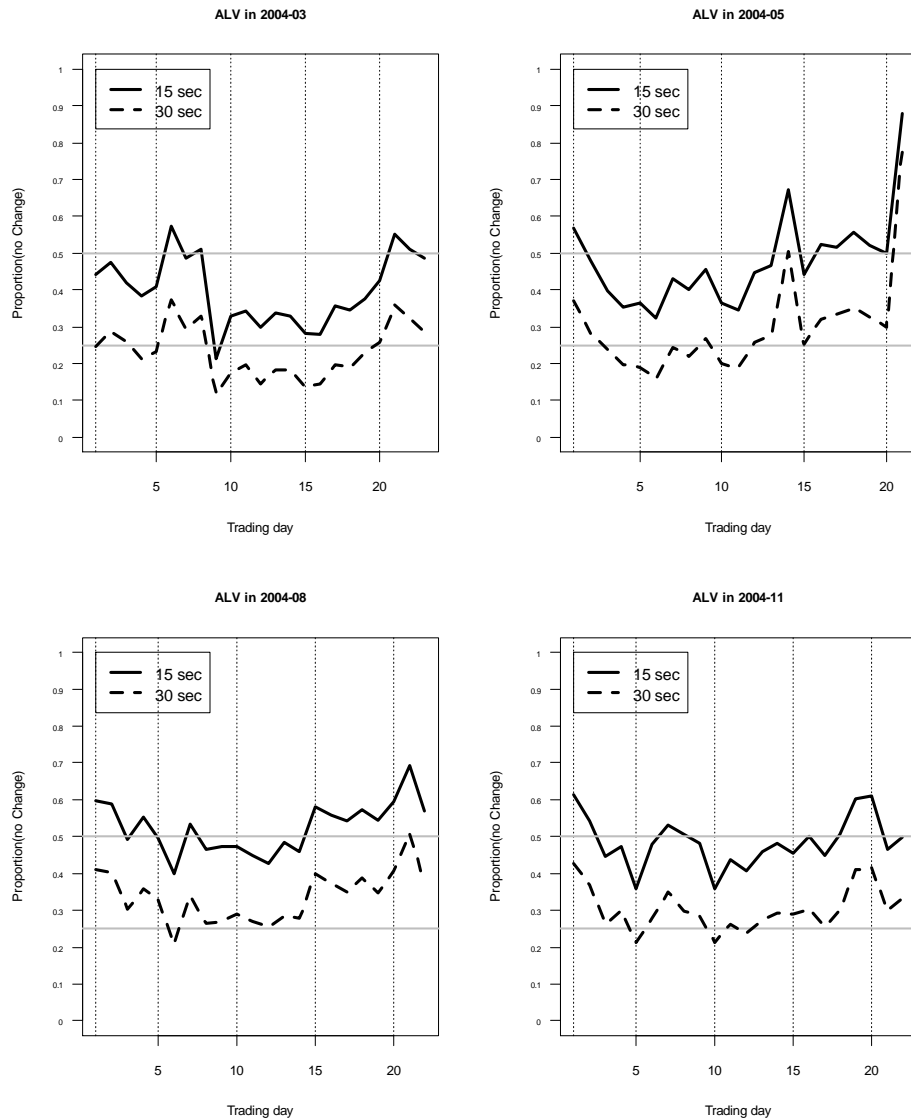 ALV in 2004-03
1
0.9
0.8
0.7
0.6
0.5
0.4
0.3
0.2
0.1
0
Proportion(no Change)
15 sec
30 sec
5 10 15 20
Trading day
ALV in 2004-05
1
0.9
0.8
0.7
0.6
0.5
0.4
0.3
0.2
0.1
0
Proportion(no Change)
15 sec
30 sec
5 10 15 20
Trading day
ALV in 2004-08
1
0.9
0.8
0.7
0.6
0.5
0.4
0.3
0.2
0.1
0
Proportion(no Change)
15 sec
30 sec
5 10 15 20
Trading day
ALV in 2004-11
1
0.9
0.8
0.7
0.6
0.5
0.4
0.3
0.2
0.1
0
Proportion(no Change)
15 sec
30 sec
5 10 15 20
Trading day